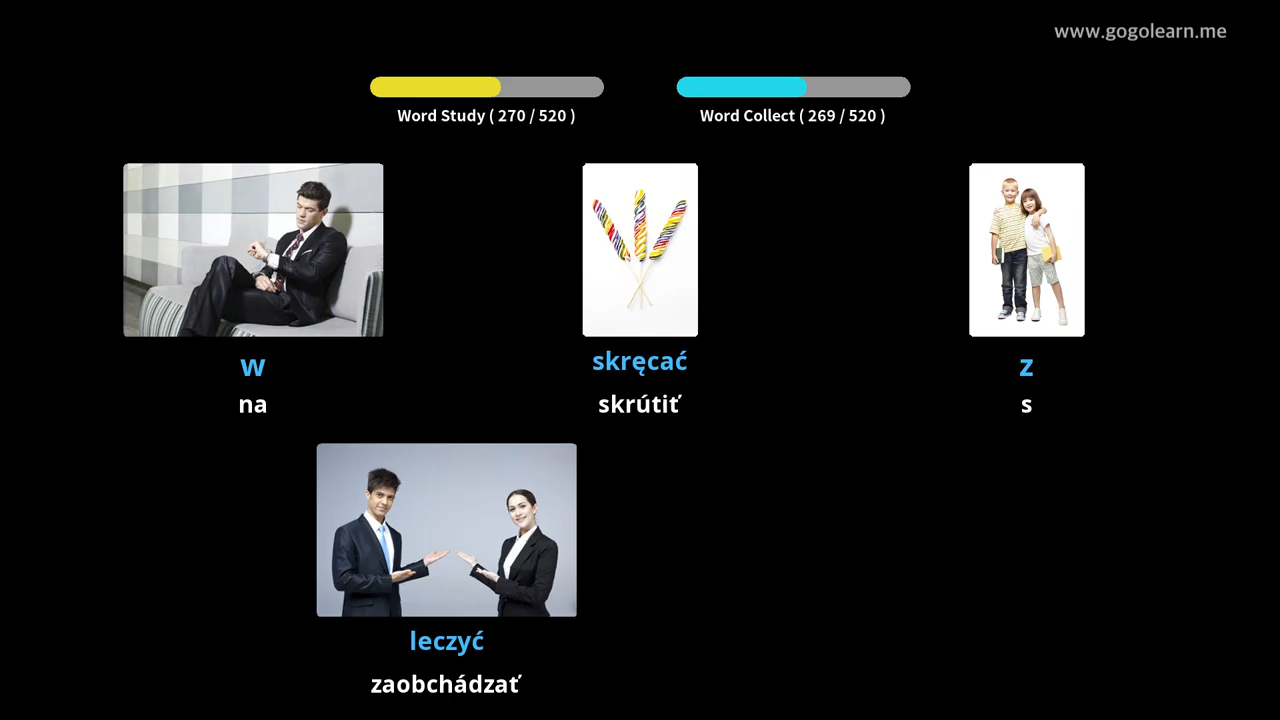 www.gogolearn.me
Word Study ( 270 / 520 )
Word Collect ( 269 / 520 )
w
na
skręcać
skrútiť
z
s
leczyć
zaobchádzať